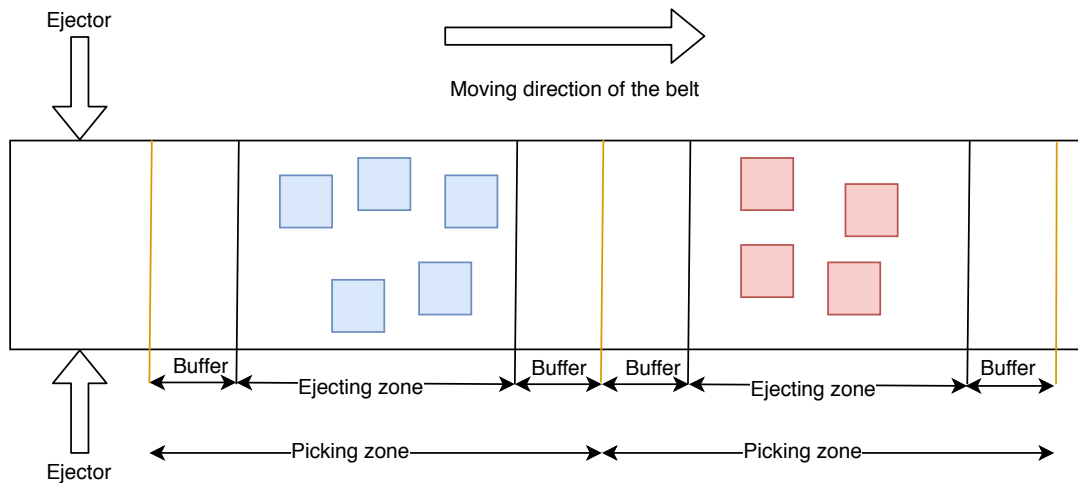 Ejector
Moving direction of the belt
Buffer
Ejecting zone
Buffer
Buffer
Ejecting zone
Buffer
Picking zone
Picking zone
Ejector